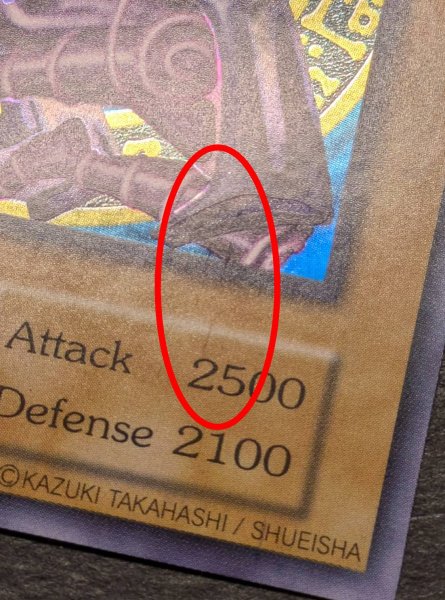 Attack 2500
Defense 2100
©KAZUKI TAKAHASHI / SHUEISHA